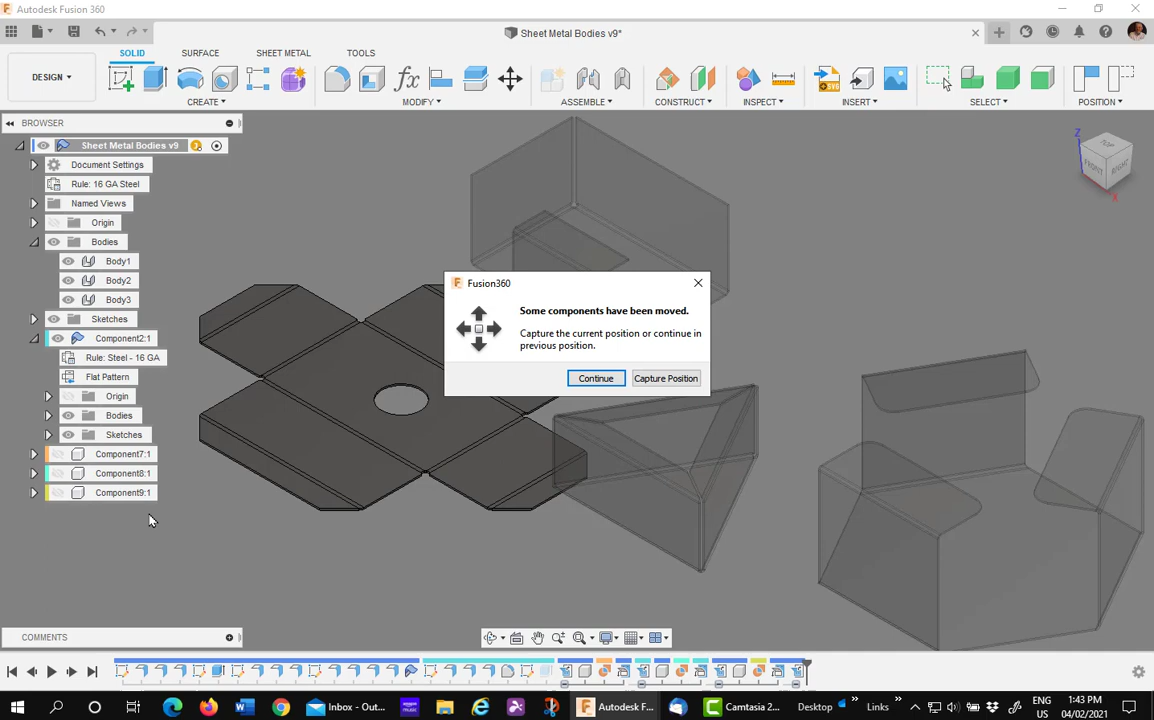 Autodesk Fusion 360
Sheet Metal Bodies v9*
DESIGN
SOLID
SURFACE
SHEET METAL
TOOLS
CREATE
MODIFY
ASSEMBLE
CONSTRUCT
INSPECT
INSERT
SELECT
POSITION
BROWSER
Sheet Metal Bodies v9
Document Settings
Rule: 16 GA Steel
Named Views
Origin
Bodies
Body1
Body2
Body3
Sketches
Component2:1
Rule: Steel - 16 GA
Flat Pattern
Origin
Bodies
Sketches
Component7:1
Component8:1
Component9:1
Z
TOP
FRONT
RIGHT
X
Fusion360
Some components have been moved.
Capture the current position or continue in
previous position.
Continue
Capture Position
COMMENTS
Inbox - Out...
Autodesk F...
Camtasia 2...
Desktop
Links
ENG
US
1:43 PM
04/02/2021